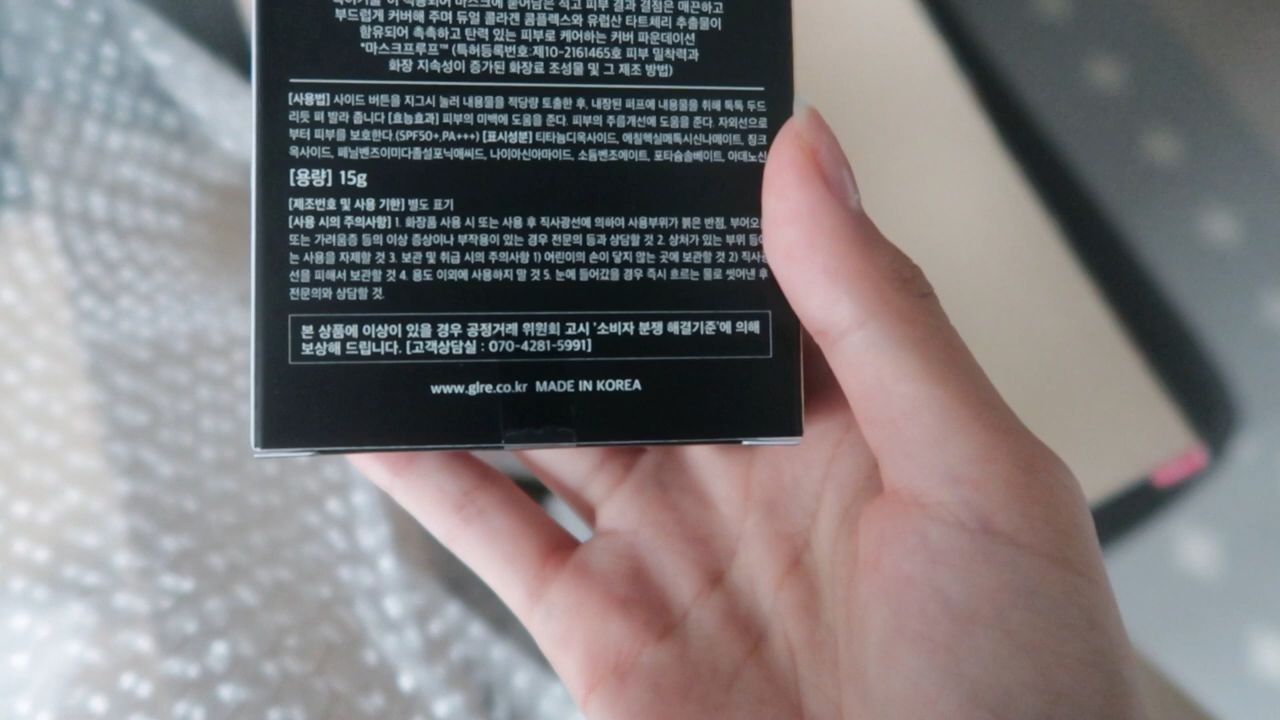 적용되어 마스크에 묻어남은 적고 피부 결과 결점은 매끈하고
부드럽게 커버해 주며 듀얼 콜라겐 콤플렉스와 유럽산 타트체리 추출물이
함유되어 촉촉하고 탄력 있는 피부로 케어하는 커버 파운데이션
*마스크프루프™ (특허등록번호:제10-2161465호 피부 밀착력과
화장 지속성이 증가된 화장료 조성물 및 그 제조 방법)
[사용법] 사이드 버튼을 지그시 눌러 내용물을 적당량 토출한 후, 내장된 퍼프에 내용물을 취해 톡톡 두드
리듯 펴 발라 줍니다 [효능효과] 피부의 미백에 도움을 준다. 피부의 주름개선에 도움을 준다. 자외선으로
부터 피부를 보호한다.(SPF50+,PA+++) [표시성분] 티타늄디옥사이드, 에칠헥실메톡시신나메이트, 징크
옥사이드, 페닐벤즈이미다졸설포닉애씨드, 나이아신아마이드, 소듐벤조에이트, 포타슘솔베이트, 아데노신
[용량] 15g
[제조번호 및 사용 기한] 별도 표기
[사용 시의 주의사항] 1. 화장품 사용 시 또는 사용 후 직사광선에 의하여 사용부위가 붉은 반점, 부어오
또는 가려움증 등의 이상 증상이나 부작용이 있는 경우 전문의 등과 상담할 것 2. 상처가 있는 부위 등에
는 사용을 자제할 것 3. 보관 및 취급 시의 주의사항 1) 어린이의 손이 닿지 않는 곳에 보관할 것 2) 직사
선을 피해서 보관할 것 4. 용도 이외에 사용하지 말 것 5. 눈에 들어갔을 경우 즉시 흐르는 물로 씻어낸 후
전문의와 상담할 것.
본 상품에 이상이 있을 경우 공정거래 위원회 고시 '소비자 분쟁 해결기준'에 의해
보상해 드립니다. [고객상담실 : 070-4281-5991]
www.glre.co.kr MADE IN KOREA